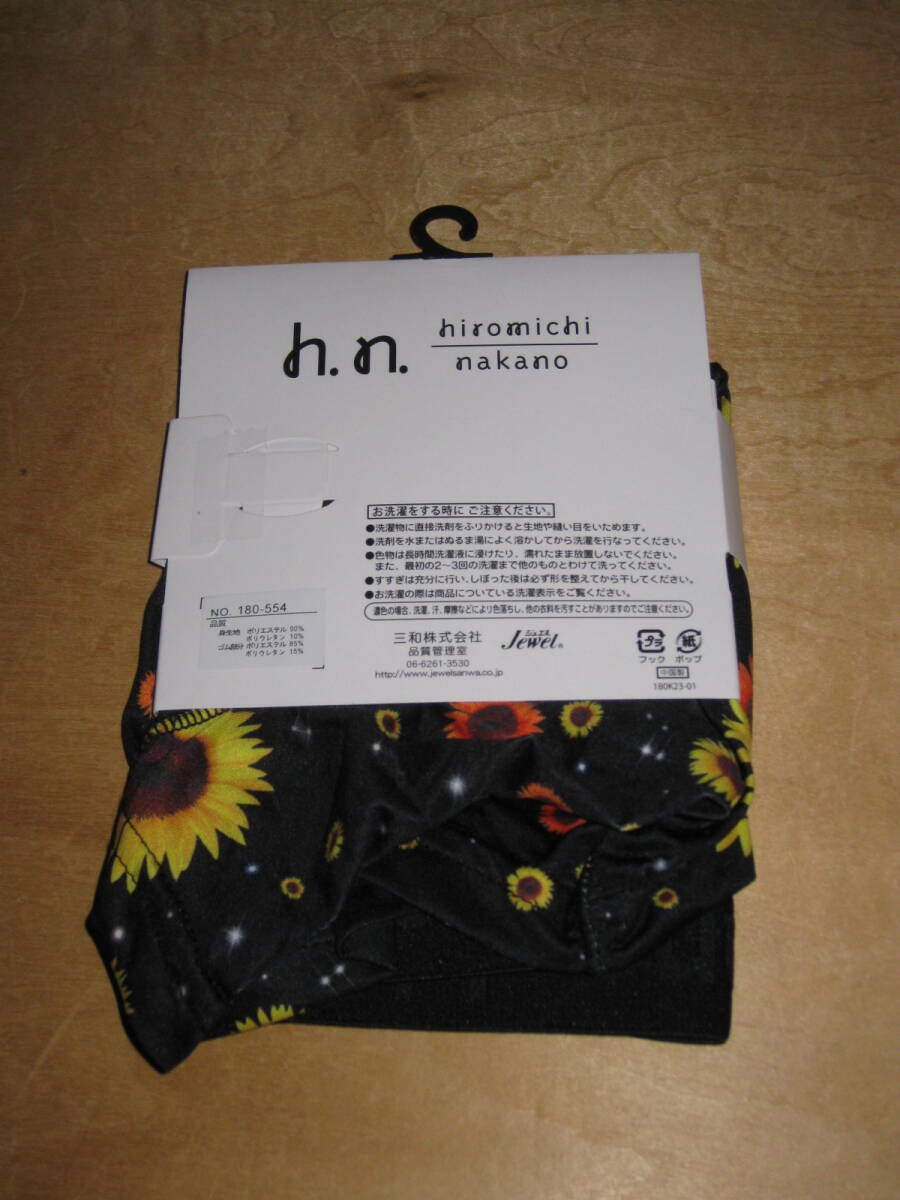 h.n. hiromichi
nakano
お洗濯をする時に ご注意ください。
●洗濯物に直接洗剤をふりかけると生地や縫い目をいためます。
●洗剤を水またはぬるま湯によく溶かしてから洗濯を行なってください。
●色物は長時間洗濯液に浸けたり、濡れたまま放置しないでください。
また、最初の2〜3回の洗濯まで他のものとわけて洗ってください。
●すすぎは充分に行い、しぼった後は必ず形を整えてから干してください。
●お洗濯の際は商品についている洗濯表示をご覧ください。
濃色の場合、洗濯、汗、摩擦などにより色落ちし、他の衣料を汚すことがありますのでご注意ください。
NO. 180-554
品質
身生地 ポリエステル 90%
ポリウレタン 10%
ゴム部分 ポリエステル 85%
ポリウレタン 15%
三和株式会社
品質管理室
06-6261-3530
http://www.jewelsanwa.co.jp
ジュエル
Jewel®
プラ 紙
フック ポップ
中国製
180K23-01